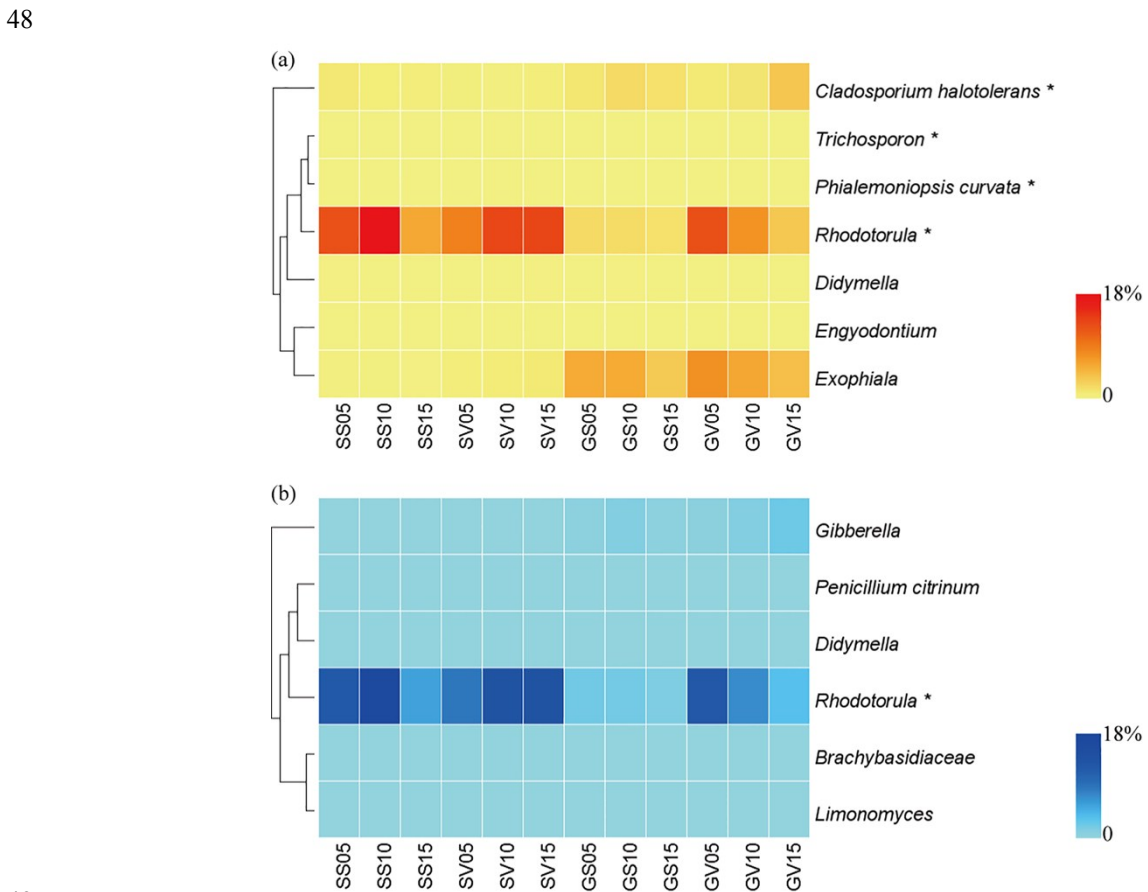 48
(a)
Cladosporium halotolerans *
Trichosporon *
Phialemoniopsis curvata *
Rhodotorula *
Didymella
Engyodontium
Exophiala
18%
0
SS05 SS10 SS15 SV05 SV10 SV15 GS05 GS10 GS15 GV05 GV10 GV15
(b)
Gibberella
Penicillium citrinum
Didymella
Rhodotorula *
Brachybasidiaceae
Limonomyces
18%
0
SS05 SS10 SS15 SV05 SV10 SV15 GS05 GS10 GS15 GV05 GV10 GV15